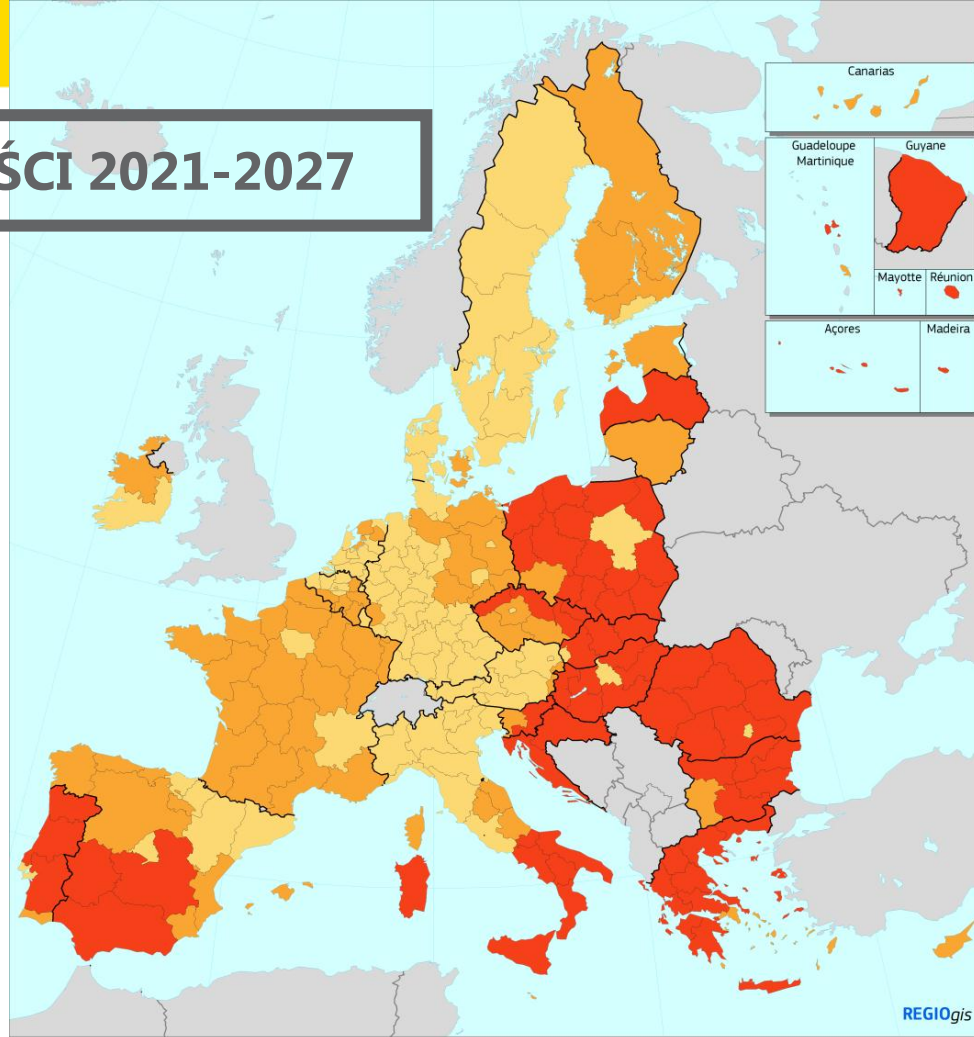 ŚCI 2021-2027
Canarias
Guadeloupe
Martinique
Guyane
Mayotte
Réunion
Açores
Madeira
REGIOgis